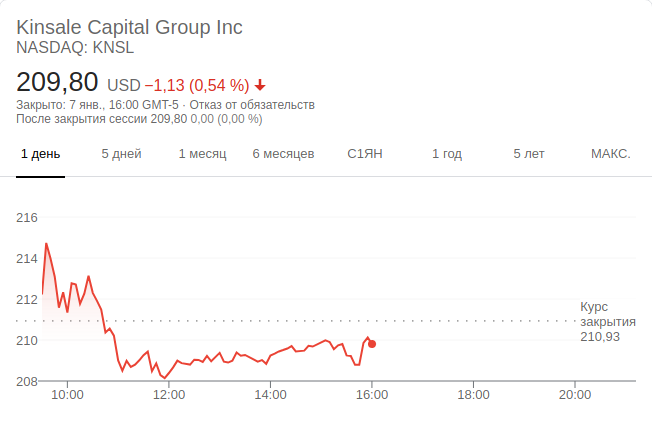 Kinsale Capital Group Inc
NASDAQ: KNSL
209,80 USD −1,13 (0,54 %)
Закрыто: 7 янв., 16:00 GMT-5 · Отказ от обязательств
После закрытия сессии 209,80 0,00 (0,00 %)
1 день 5 дней 1 месяц 6 месяцев С1ЯН 1 год 5 лет МАКС.
216
214
212
210
208
Курс
закрытия
210,93
10:00 12:00 14:00 16:00 18:00 20:00